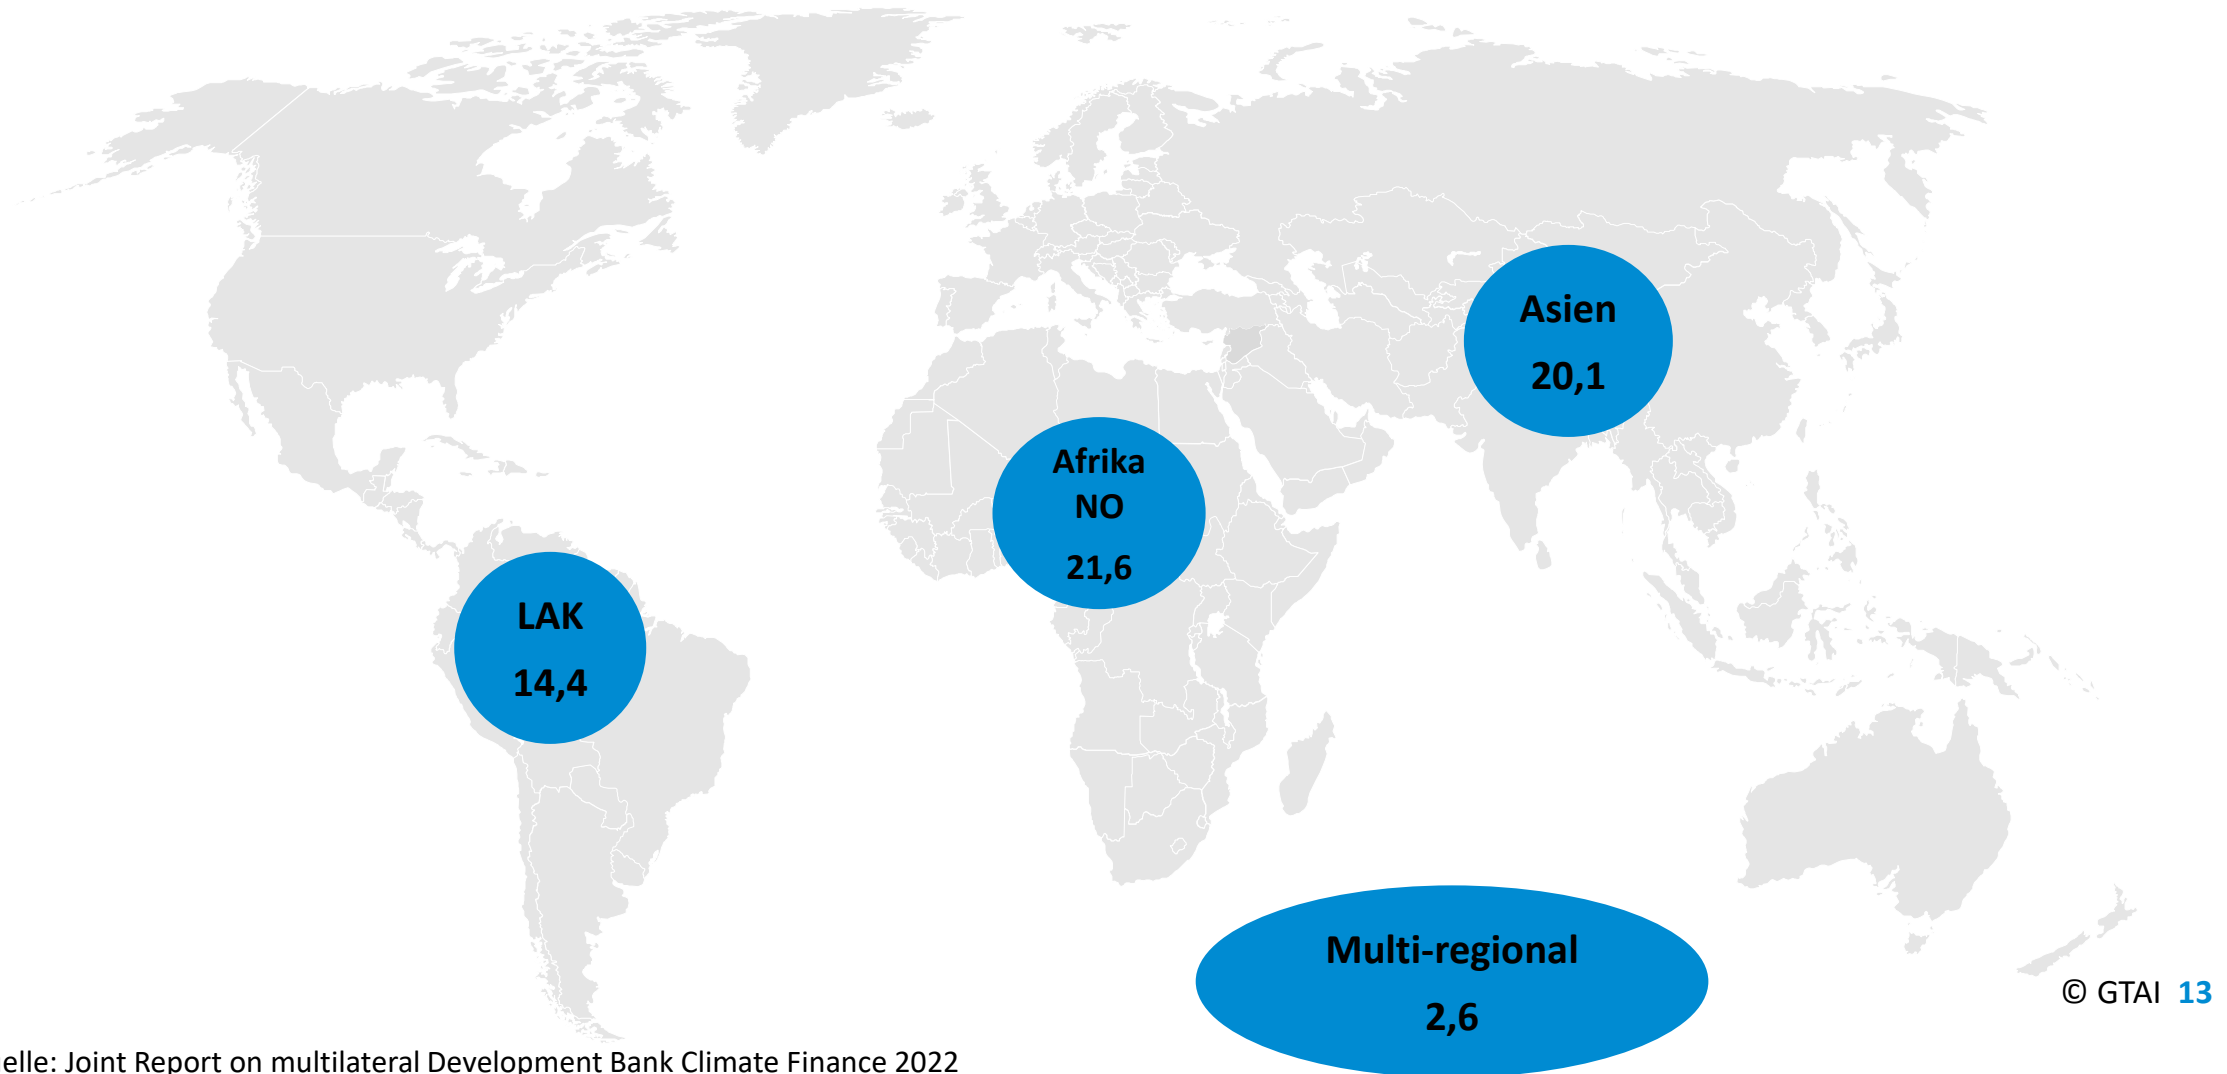 Asien
20,1
Afrika
NO
21,6
LAK
14,4
Multi-regional
2,6
© GTAI 13
elle: Joint Report on multilateral Development Bank Climate Finance 2022